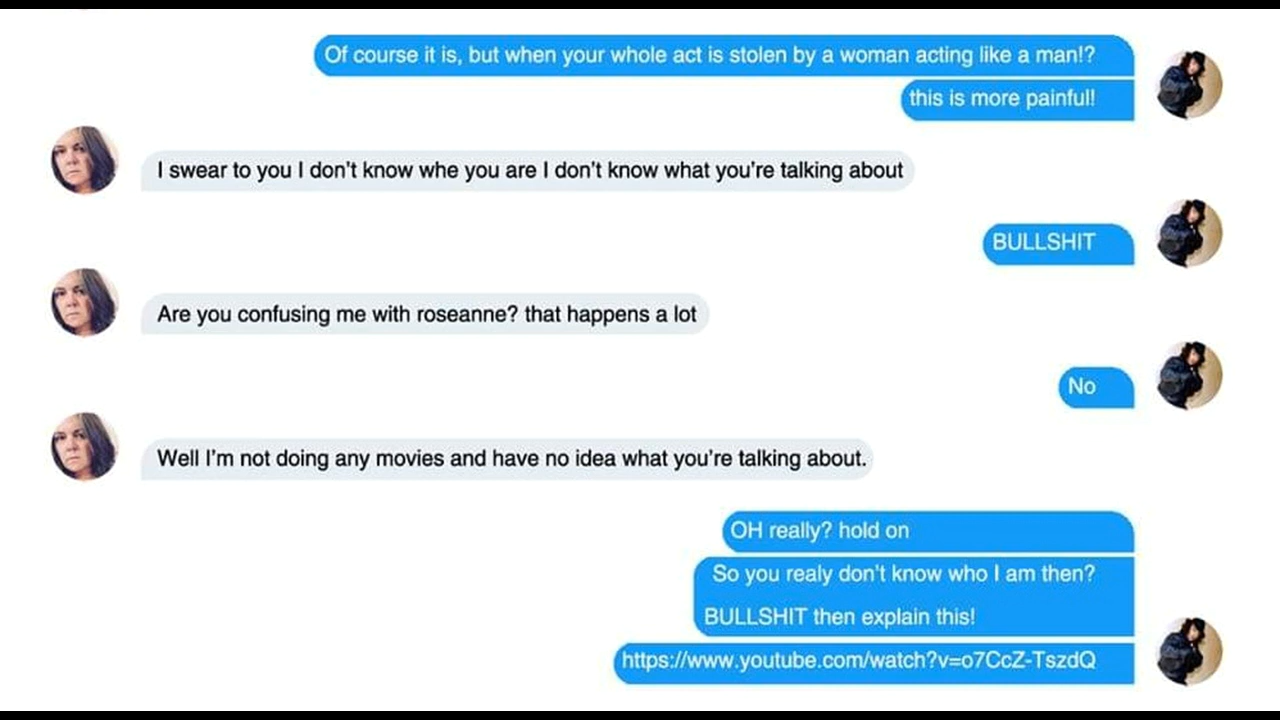 Of course it is, but when your whole act is stolen by a woman acting like a man!?
this is more painful!
I swear to you I don't know whe you are I don't know what you're talking about
BULLSHIT
Are you confusing me with roseanne? that happens a lot
No
Well I'm not doing any movies and have no idea what you're talking about.
OH really? hold on
So you realy don't know who I am then?
BULLSHIT then explain this!
https://www.youtube.com/watch?v=o7CcZ-TszdQ